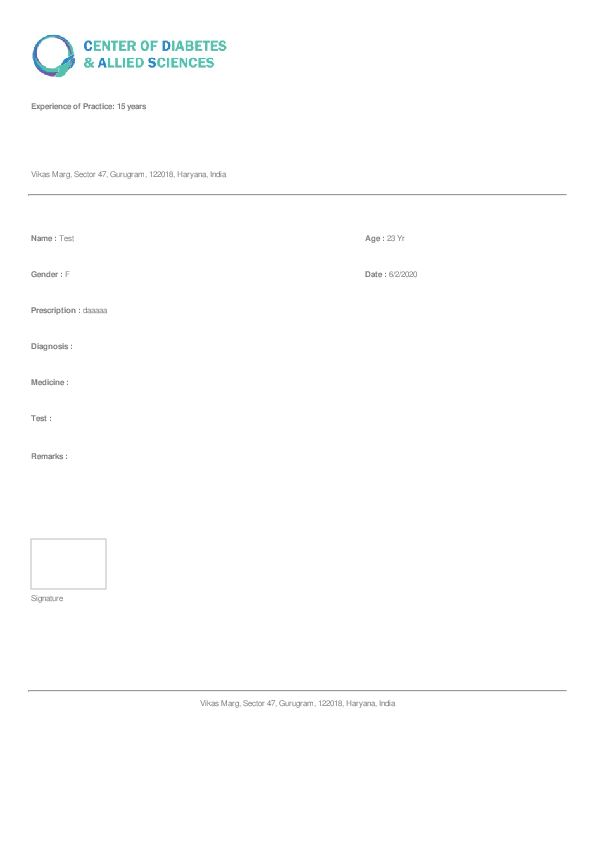 CENTER OF DIABETES
& ALLIED SCIENCES
Experience of Practice: 15 years
Vikas Marg, Sector 47, Gurugram, 122018, Haryana, India
Name : Test
Age : 23 Yr
Gender : F
Date : 6/2/2020
Prescription : daaaaa
Diagnosis :
Medicine :
Test :
Remarks :
Signature
Vikas Marg, Sector 47, Gurugram, 122018, Haryana, India